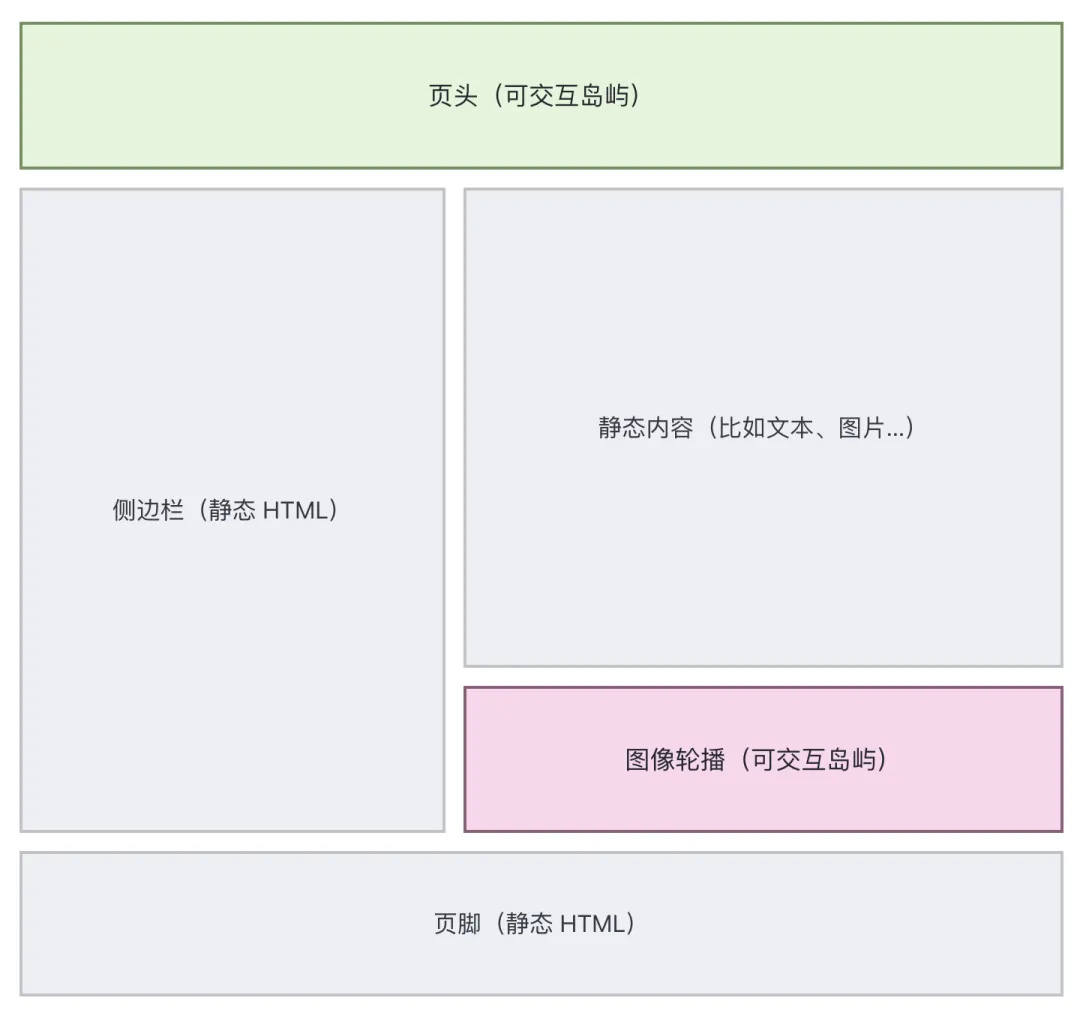 页头（可交互岛屿）
侧边栏（静态 HTML）
静态内容（比如文本、图片...）
图像轮播（可交互岛屿）
页脚（静态 HTML）